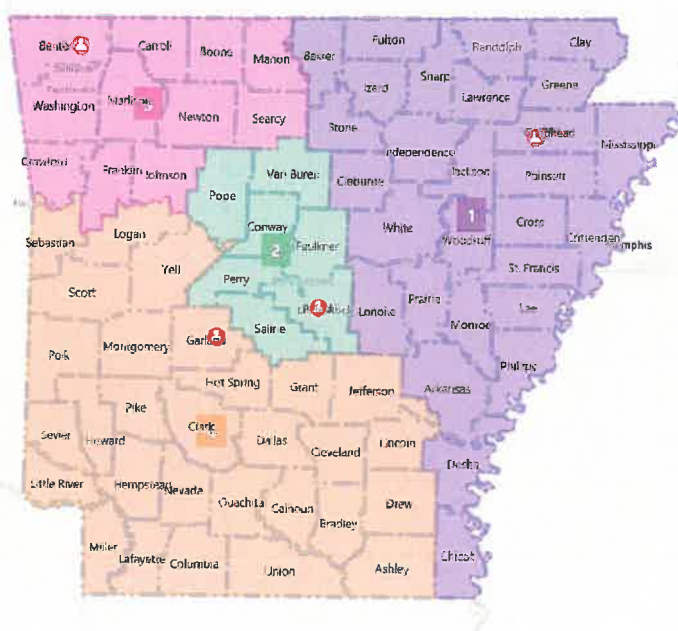 Carroll
Boone
Marion
Baxter
Fulton
Randolph
Clay
Izard
Sharp
Lawrence
Greene
Washington
Madison
3
Newton
Searcy
Stone
Independence
Jackson
Poinsett
Crawford
Franklin
Johnson
Pope
Van Buren
Cleburne
White
1
Woodruff
Cross
Crittenden
mphis
Sebastian
Logan
Conway
2
Faulkner
St. Francis
Scott
Yell
Perry
Lonoke
Prairie
Monroe
Lee
Polk
Montgomery
Garland
Saline
Phillips
Hot Spring
Grant
Jefferson
Arkansas
Pike
Clark
Sevier
Howard
Dallas
Cleveland
Lincoln
Desha
Little River
Hempstead
Nevada
Ouachita
Calhoun
Bradley
Drew
Miller
Lafayette
Columbia
Union
Ashley
Chicot